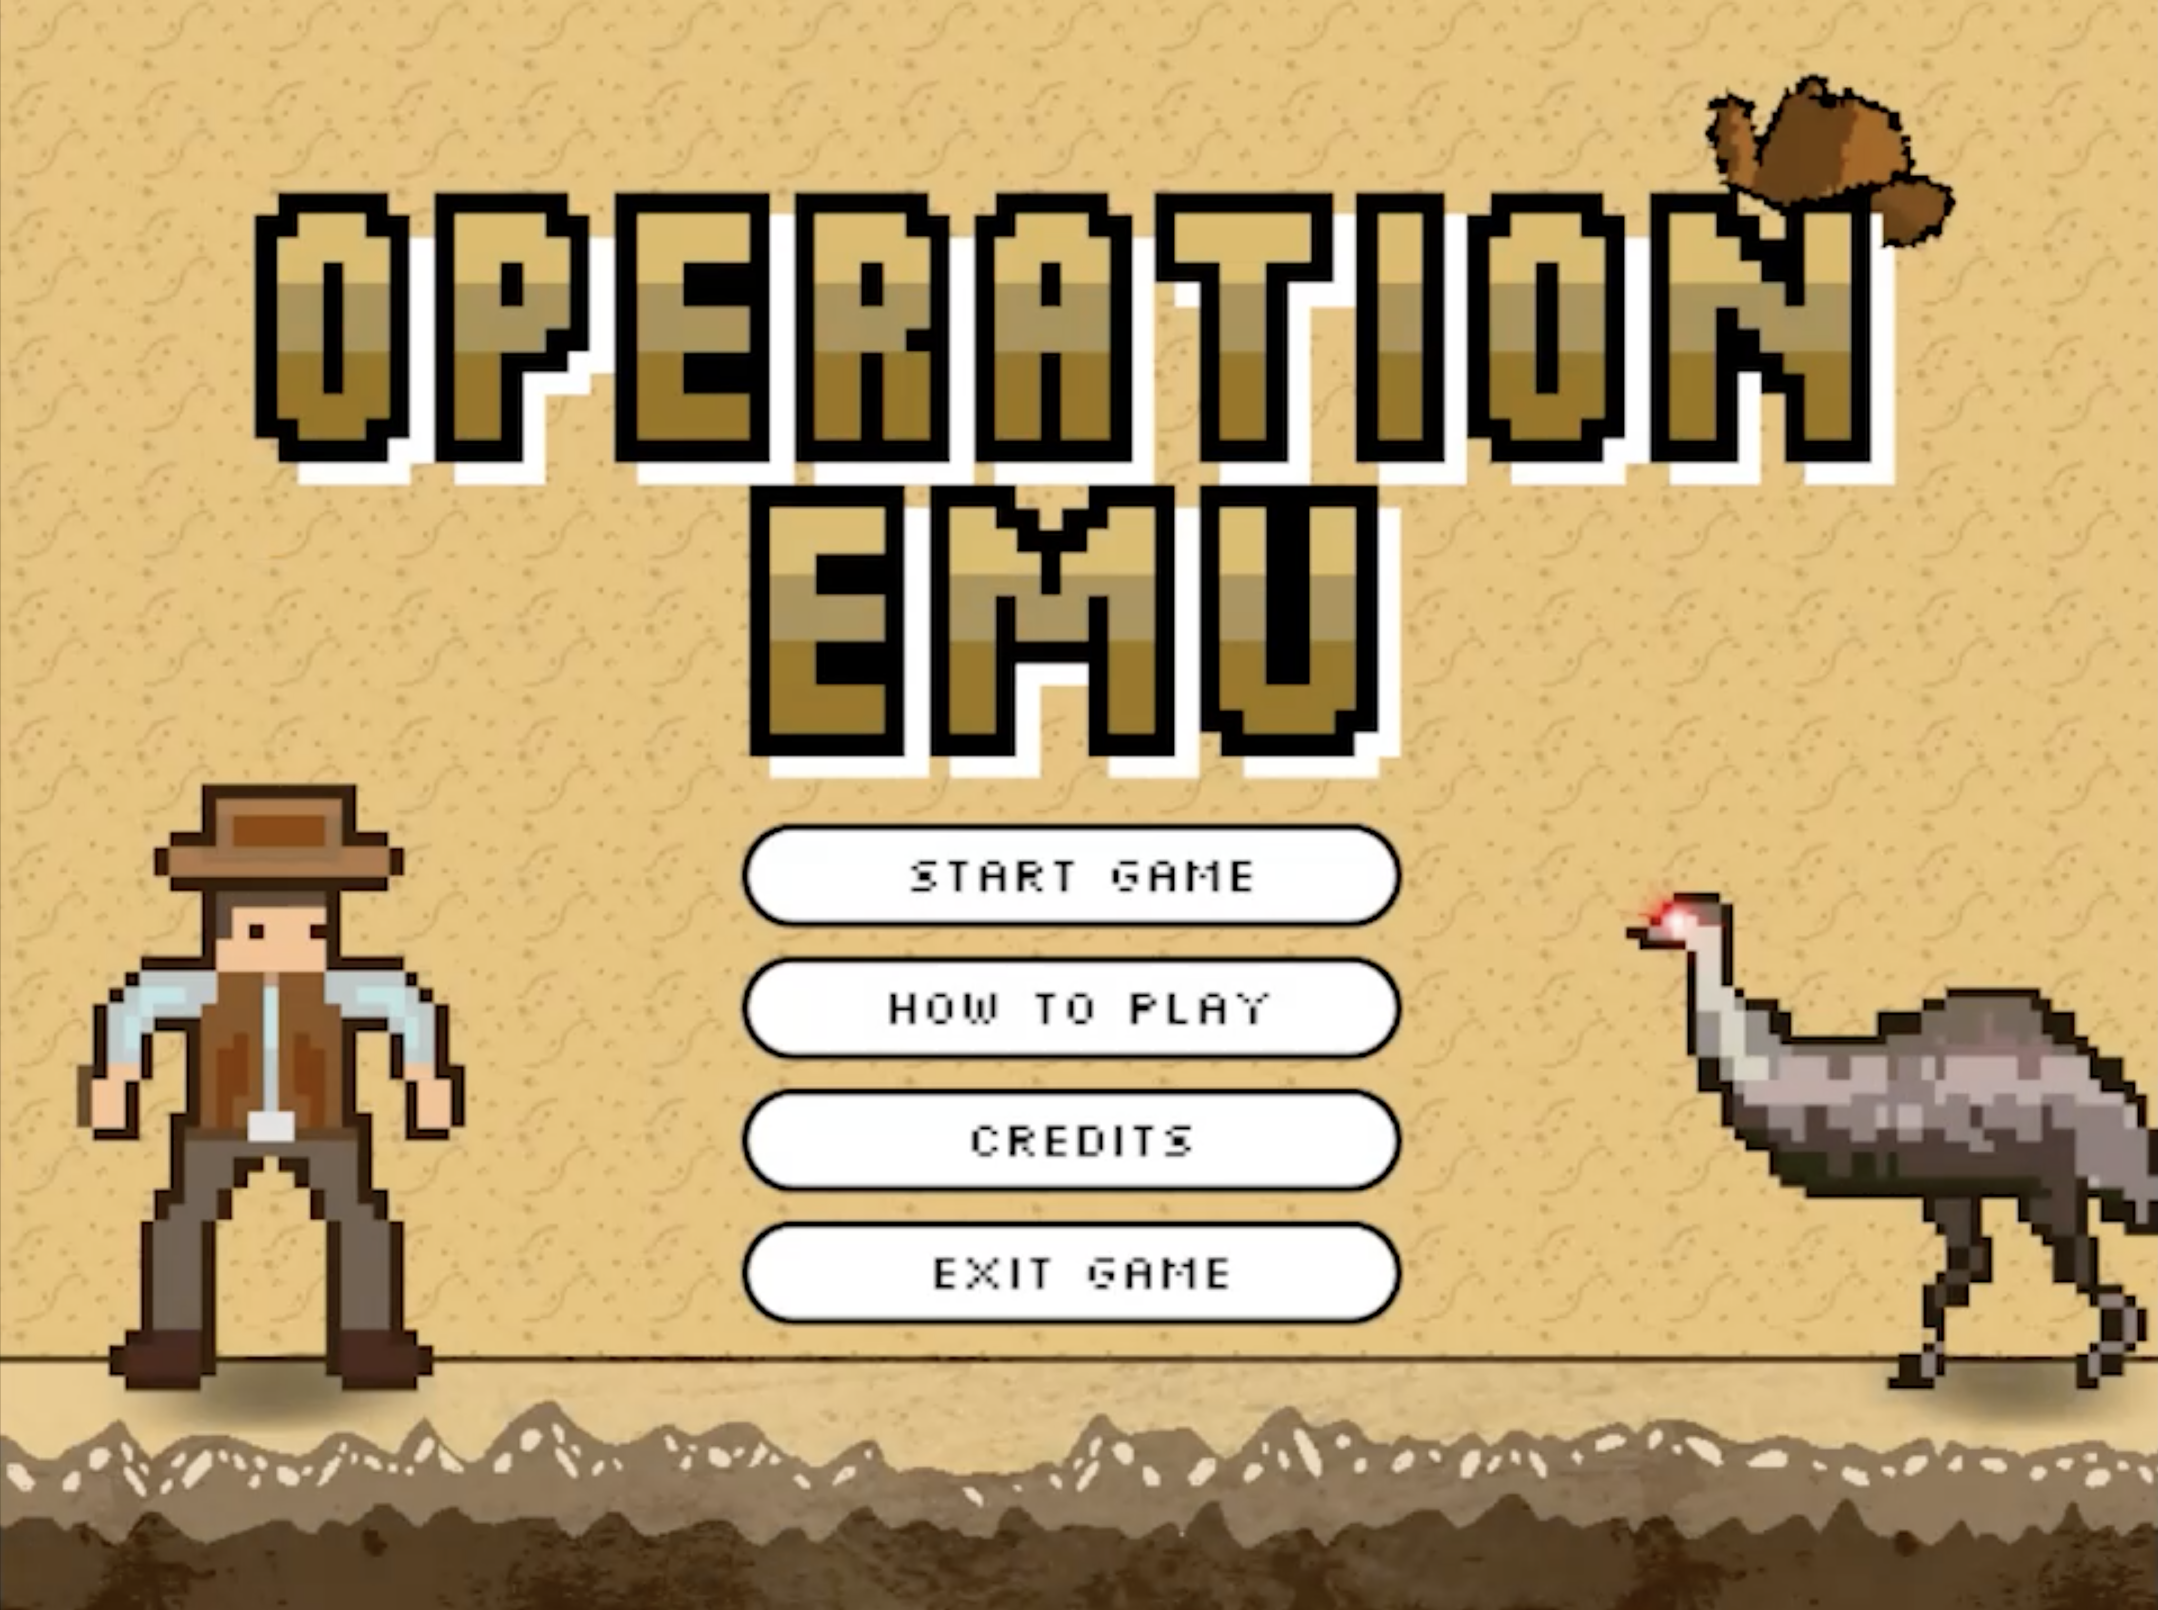 OPERATION
EMU
START GAME
HOW TO PLAY
CREDITS
EXIT GAME